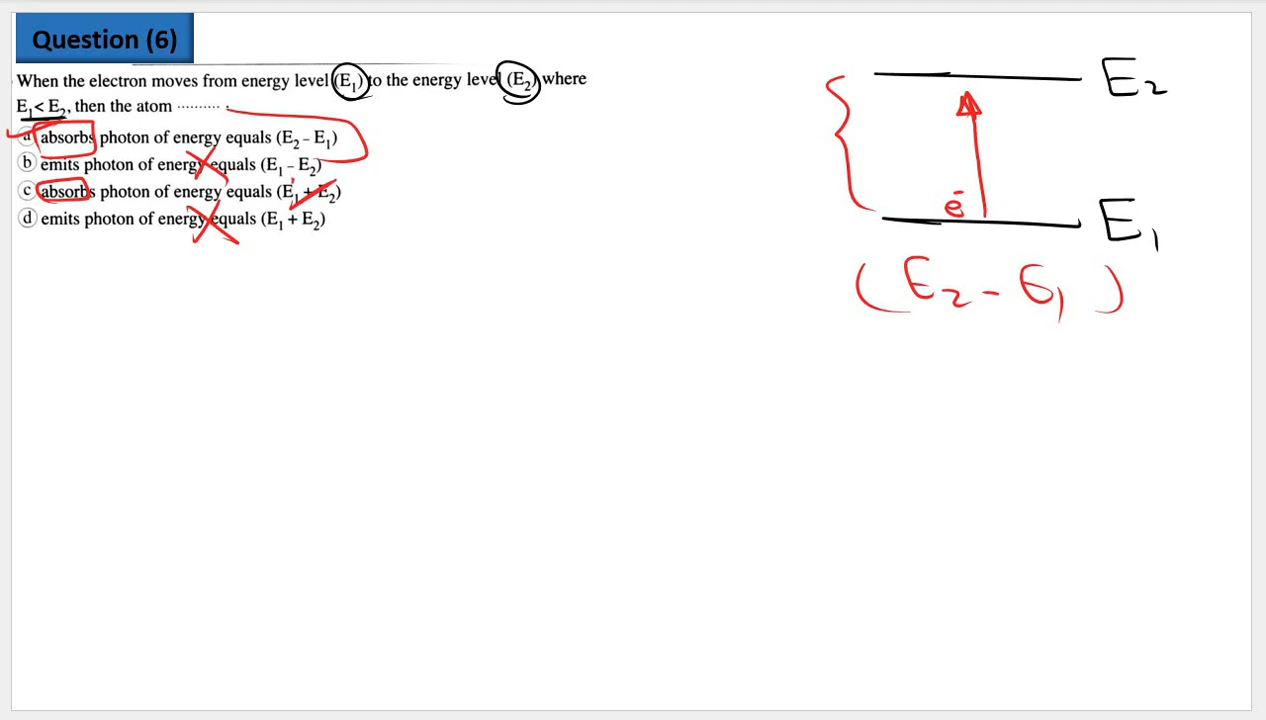 Question (6)
When the electron moves from energy level (E₁) to the energy level (E₂) where
E₁ < E₂, then the atom .......... .
a absorbs photon of energy equals (E₂ – E₁)
b emits photon of energy equals (E₁ – E₂)
c absorbs photon of energy equals (E₁ + E₂)
d emits photon of energy equals (E₁ + E₂)
E₂
ē
E₁
(E₂ - E₁)